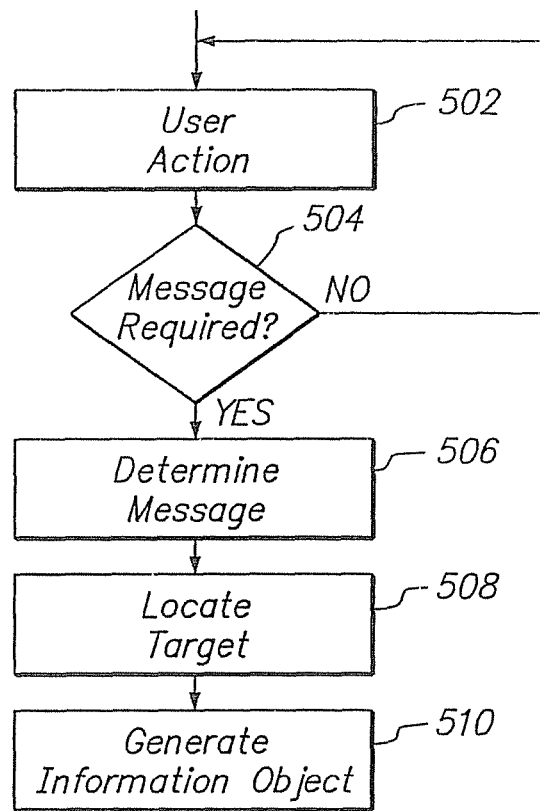 User
Action
502
504
Message
Required?
NO
YES
Determine
Message
506
Locate
Target
508
Generate
Information Object
510